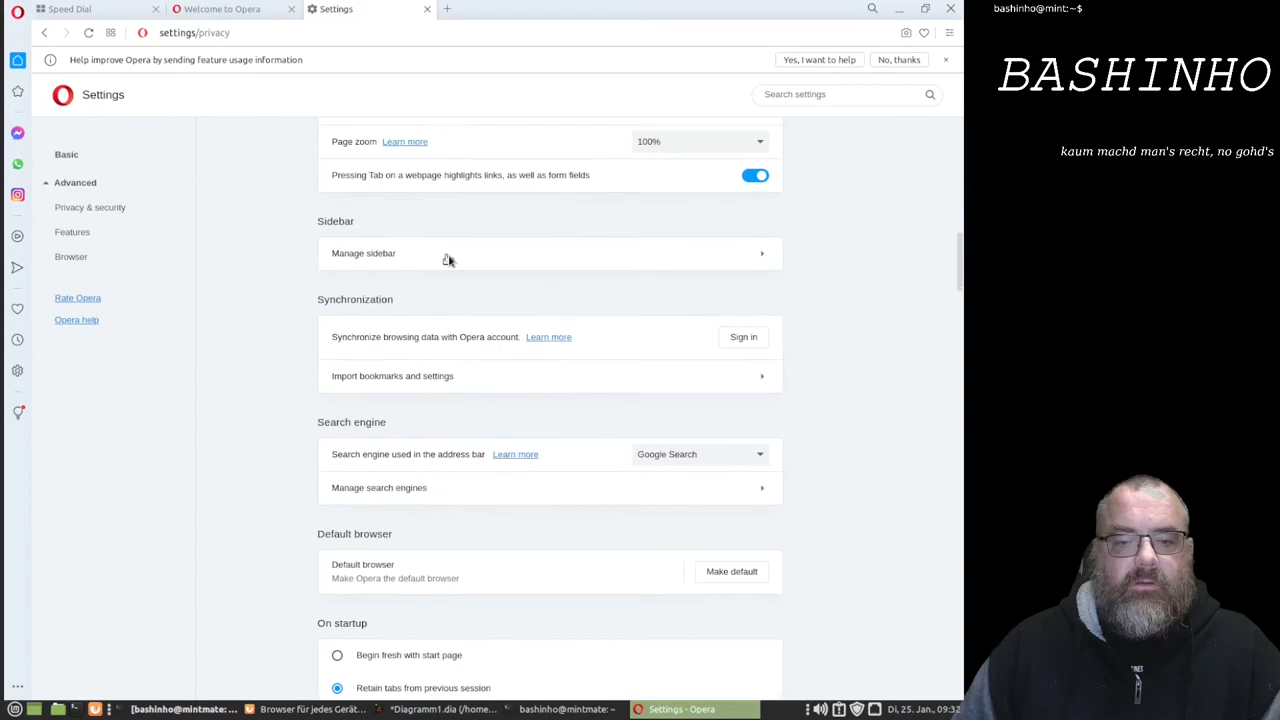 Speed Dial
Welcome to Opera
Settings
bashinho@mint:~$
settings/privacy
Help improve Opera by sending feature usage information
Yes, I want to help
No, thanks
BASHINHO
kaum machd man's recht, no gohd's
Settings
Search settings
Basic
Advanced
Privacy & security
Features
Browser
Rate Opera
Opera help
Page zoom Learn more
100%
Pressing Tab on a webpage highlights links, as well as form fields
Sidebar
Manage sidebar
Synchronization
Synchronize browsing data with Opera account. Learn more
Sign in
Import bookmarks and settings
Search engine
Search engine used in the address bar Learn more
Google Search
Manage search engines
Default browser
Default browser
Make Opera the default browser
Make default
On startup
Begin fresh with start page
Retain tabs from previous session
[bashinho@mintmate:...
Browser für jedes Gerät...
*Diagramm1.dia (/home...
bashinho@mintmate: ~
Settings - Opera
Di, 25. Jan., 09:32